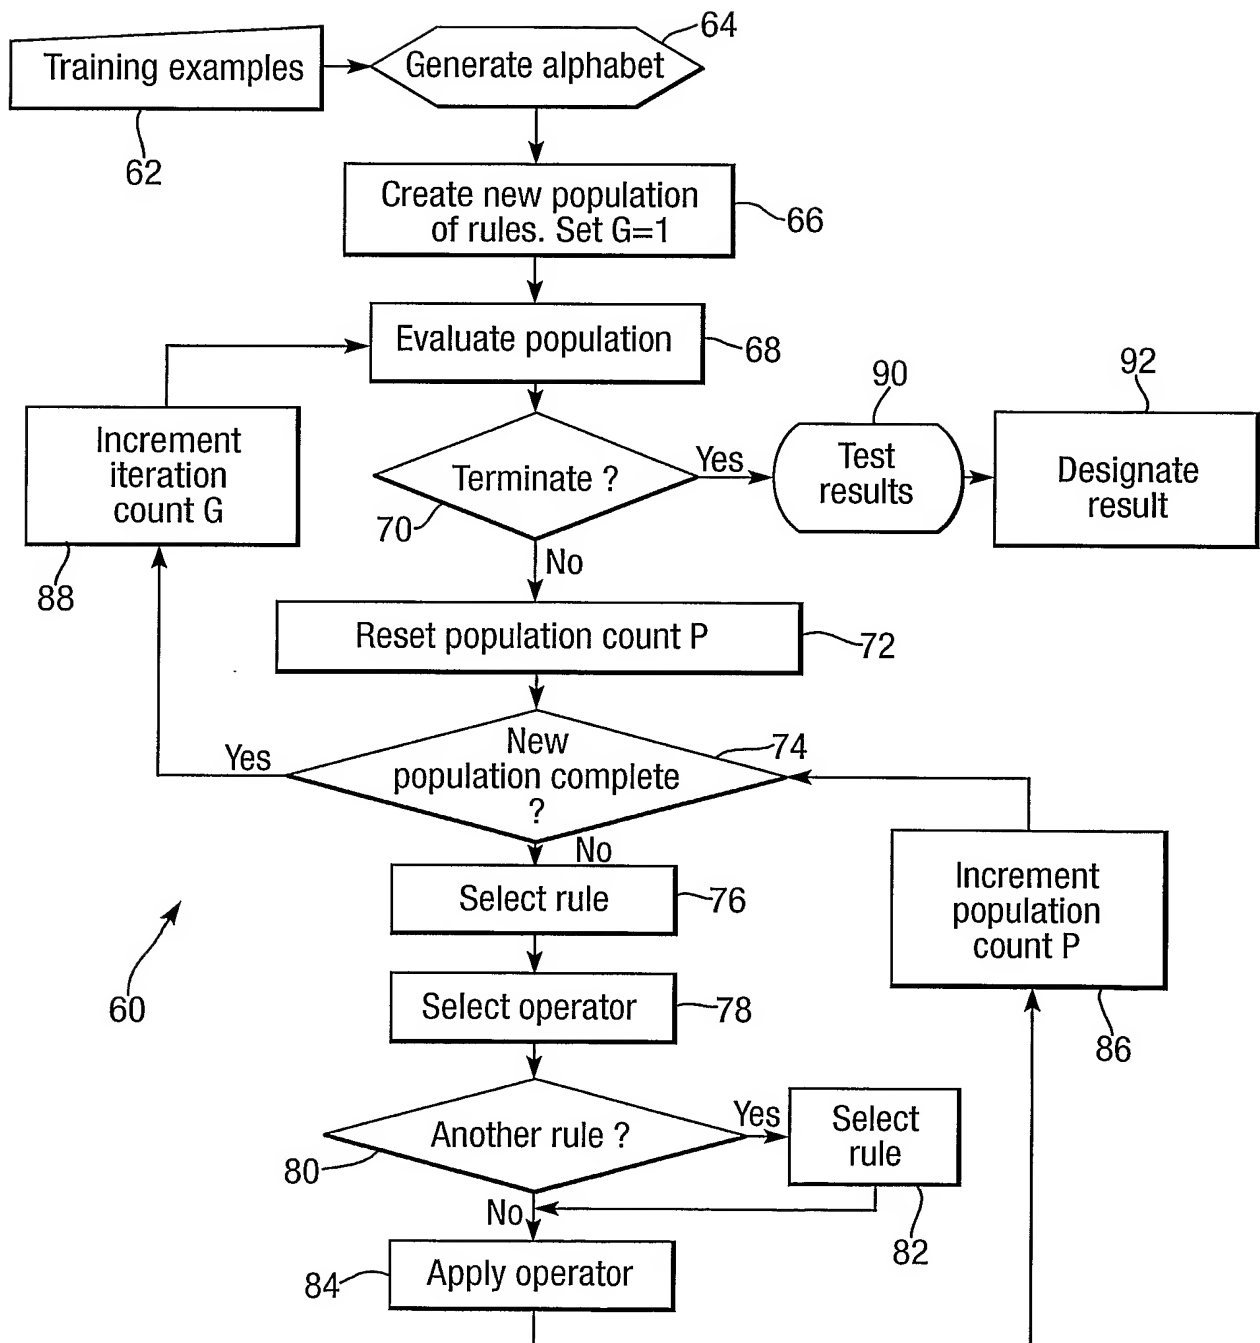 64
Training examples
Generate alphabet
62
Create new population
of rules. Set G=1
66
Evaluate population
68
90
92
Increment
iteration
count G
Terminate ?
Yes
Test
results
Designate
result
70
No
88
Reset population count P
72
New
population complete
?
74
Yes
No
Select rule
76
Increment
population
count P
60
Select operator
78
86
Another rule ?
Yes
Select
rule
80
No
82
Apply operator
84